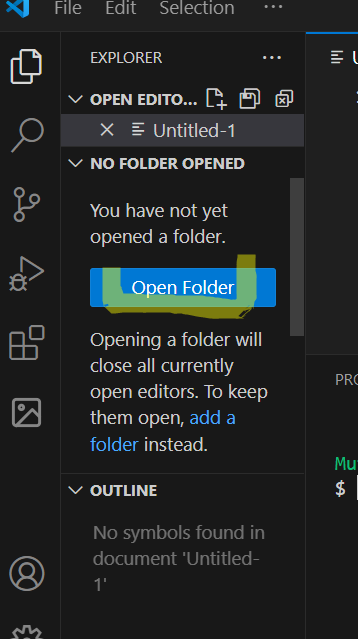 File Edit Selection ···
EXPLORER ···
OPEN EDITO...
Untitled-1
NO FOLDER OPENED
You have not yet
opened a folder.
Open Folder
Opening a folder will
close all currently
open editors. To keep
them open, add a
folder instead.
PRO
OUTLINE
Mu
$
No symbols found in
document 'Untitled-
1'